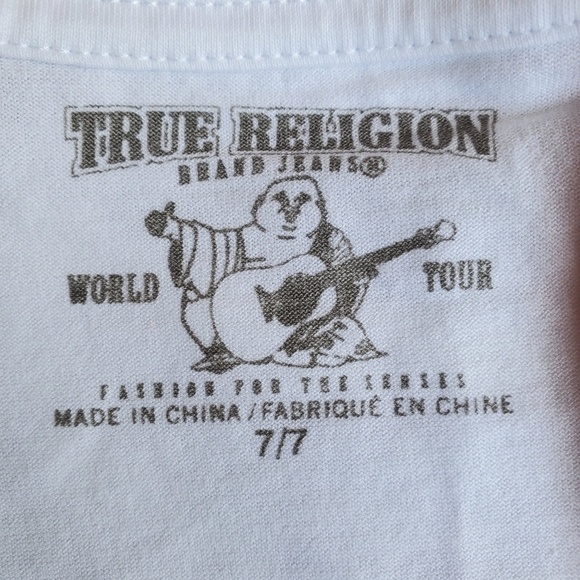 TRUE RELIGION
BRAND JEANS®
WORLD TOUR
FASHION FOR THE SENSES
MADE IN CHINA/FABRIQUÉ EN CHINE
7/7